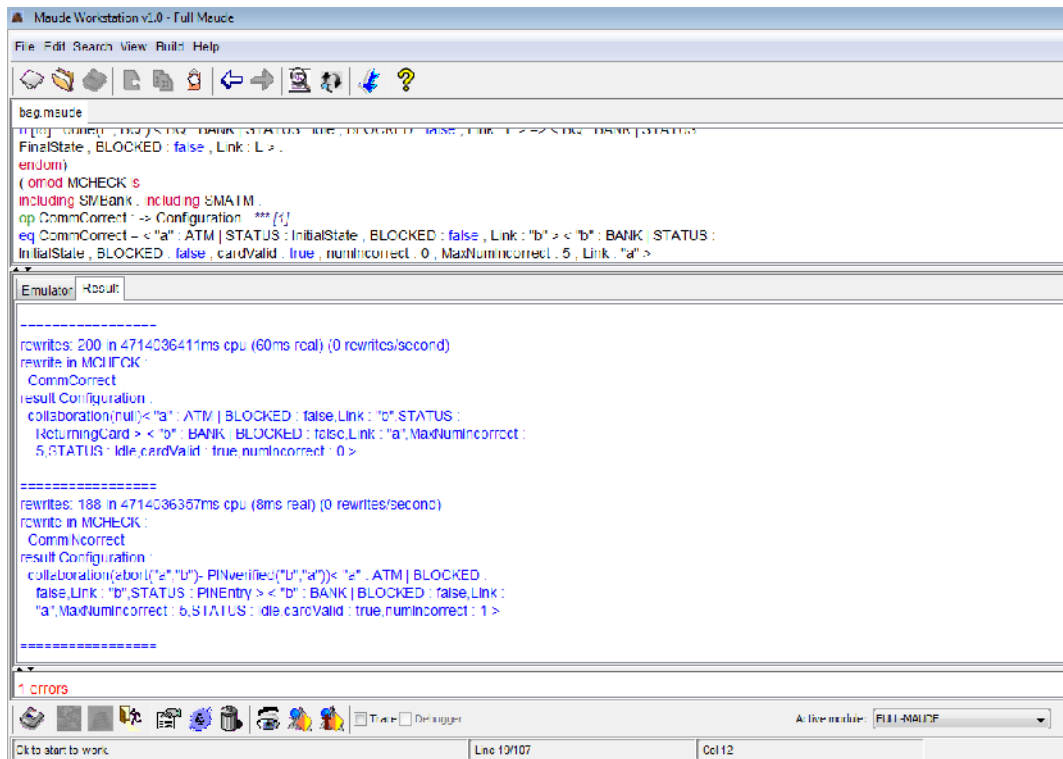 Maude Workstation v1.0 - Full Maude
File Edit Search View Build Help
bag.maude
FinalState , BLOCKED : false , Link : L > .
endom)
( omod MCHECK is
including SMBank . including SMATM .
op CommCorrect : -> Configuration . *** [1]
eq CommCorrect = < "a" : ATM | STATUS : InitialState , BLOCKED : false , Link : "b" > < "b" : BANK | STATUS :
InitialState , BLOCKED : false , cardValid : true , numIncorrect : 0 , MaxNumIncorrect : 5 , Link : "a" >
Emulator Result
=================
rewrites: 200 in 4714036411ms cpu (60ms real) (0 rewrites/second)
rewrite in MCHECK :
CommCorrect
result Configuration :
collaboration(null)< "a" : ATM | BLOCKED : false,Link : "b",STATUS :
ReturningCard > < "b" : BANK | BLOCKED : false,Link : "a",MaxNumIncorrect :
5,STATUS : Idle,cardValid : true,numIncorrect : 0 >
=================
rewrites: 188 in 4714036357ms cpu (8ms real) (0 rewrites/second)
rewrite in MCHECK :
CommINcorrect
result Configuration :
collaboration(abort("a","b")- PINverified("b","a"))< "a" : ATM | BLOCKED :
false,Link : "b",STATUS : PINEntry > < "b" : BANK | BLOCKED : false,Link :
"a",MaxNumIncorrect : 5,STATUS : Idle,cardValid : true,numIncorrect : 1 >
=================
1 errors
Trace Debugger Active module: FULL-MAUDE
Ok to start to work. Line 19/107 Col 12